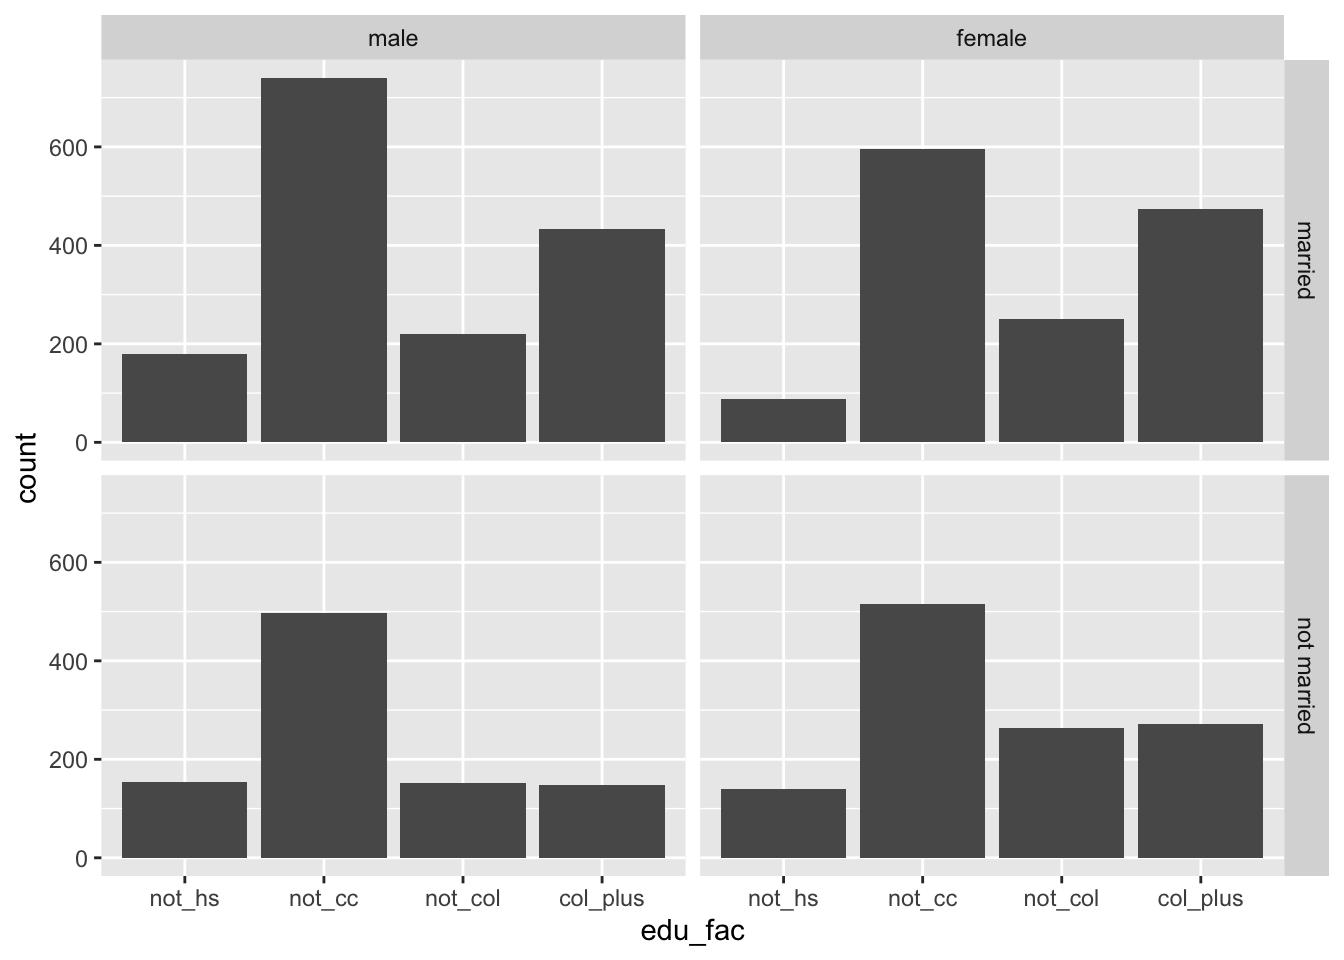 male
female
600
400
200
0
married
count
600
400
200
0
not married
not_hs not_cc not_col col_plus
not_hs not_cc not_col col_plus
edu_fac